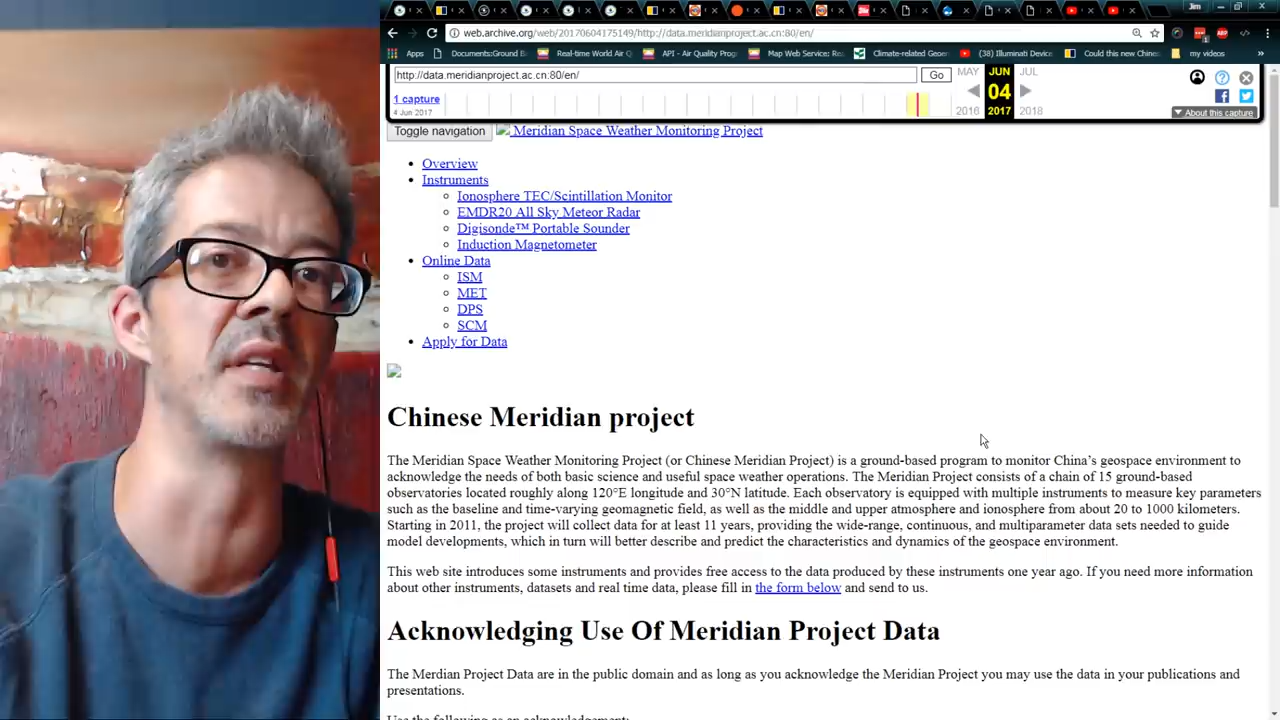 Jim
web.archive.org/web/20170604175149/http://data.meridianproject.ac.cn:80/en/
Apps Documents:Ground B Real-time World Air Q API - Air Quality Prog Map Web Service: Re Climate-related Geoen (38) Illuminati Device Could this new Chines my videos
http://data.meridianproject.ac.cn:80/en/ Go MAY JUN JUL
1 capture 04
4 Jun 2017 2016 2017 2018 About this capture
Toggle navigation Meridian Space Weather Monitoring Project
Overview
Instruments
Ionosphere TEC/Scintillation Monitor
EMDR20 All Sky Meteor Radar
Digisonde™ Portable Sounder
Induction Magnetometer
Online Data
ISM
MET
DPS
SCM
Apply for Data
Chinese Meridian project
The Meridian Space Weather Monitoring Project (or Chinese Meridian Project) is a ground-based program to monitor China's geospace environment to
acknowledge the needs of both basic science and useful space weather operations. The Meridian Project consists of a chain of 15 ground-based
observatories located roughly along 120°E longitude and 30°N latitude. Each observatory is equipped with multiple instruments to measure key parameters
such as the baseline and time-varying geomagnetic field, as well as the middle and upper atmosphere and ionosphere from about 20 to 1000 kilometers.
Starting in 2011, the project will collect data for at least 11 years, providing the wide-range, continuous, and multiparameter data sets needed to guide
model developments, which in turn will better describe and predict the characteristics and dynamics of the geospace environment.
This web site introduces some instruments and provides free access to the data produced by these instruments one year ago. If you need more information
about other instruments, datasets and real time data, please fill in the form below and send to us.
Acknowledging Use Of Meridian Project Data
The Merdian Project Data are in the public domain and as long as you acknowledge the Meridian Project you may use the data in your publications and
presentations.
Use the following as an acknowledgement: